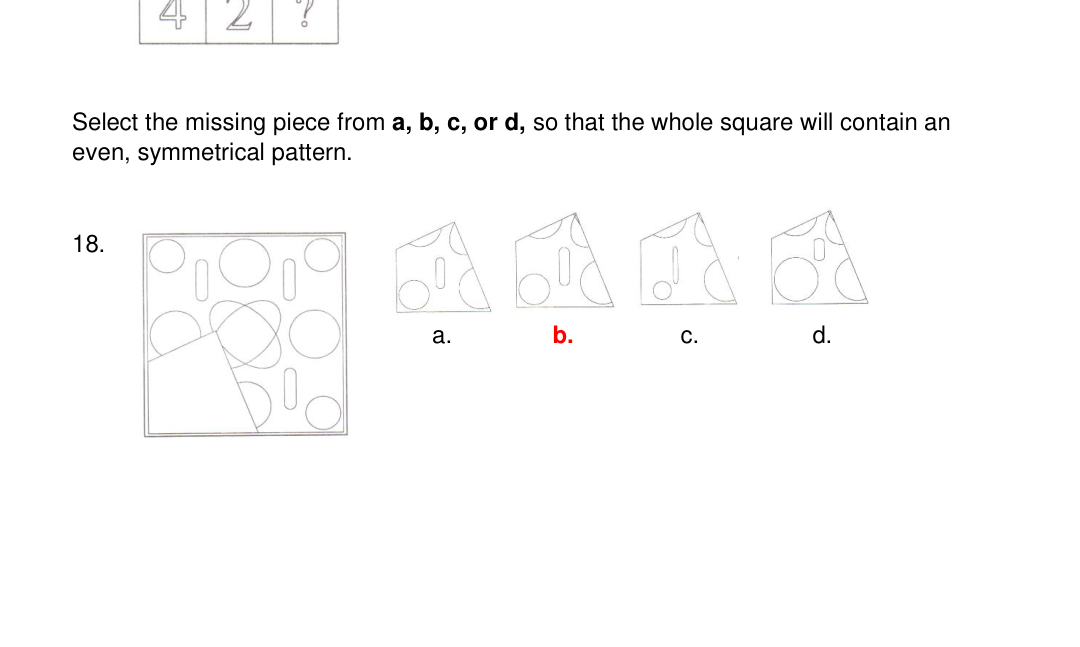 4 2 ?
Select the missing piece from a, b, c, or d, so that the whole square will contain an
even, symmetrical pattern.
18.
a. b. c. d.